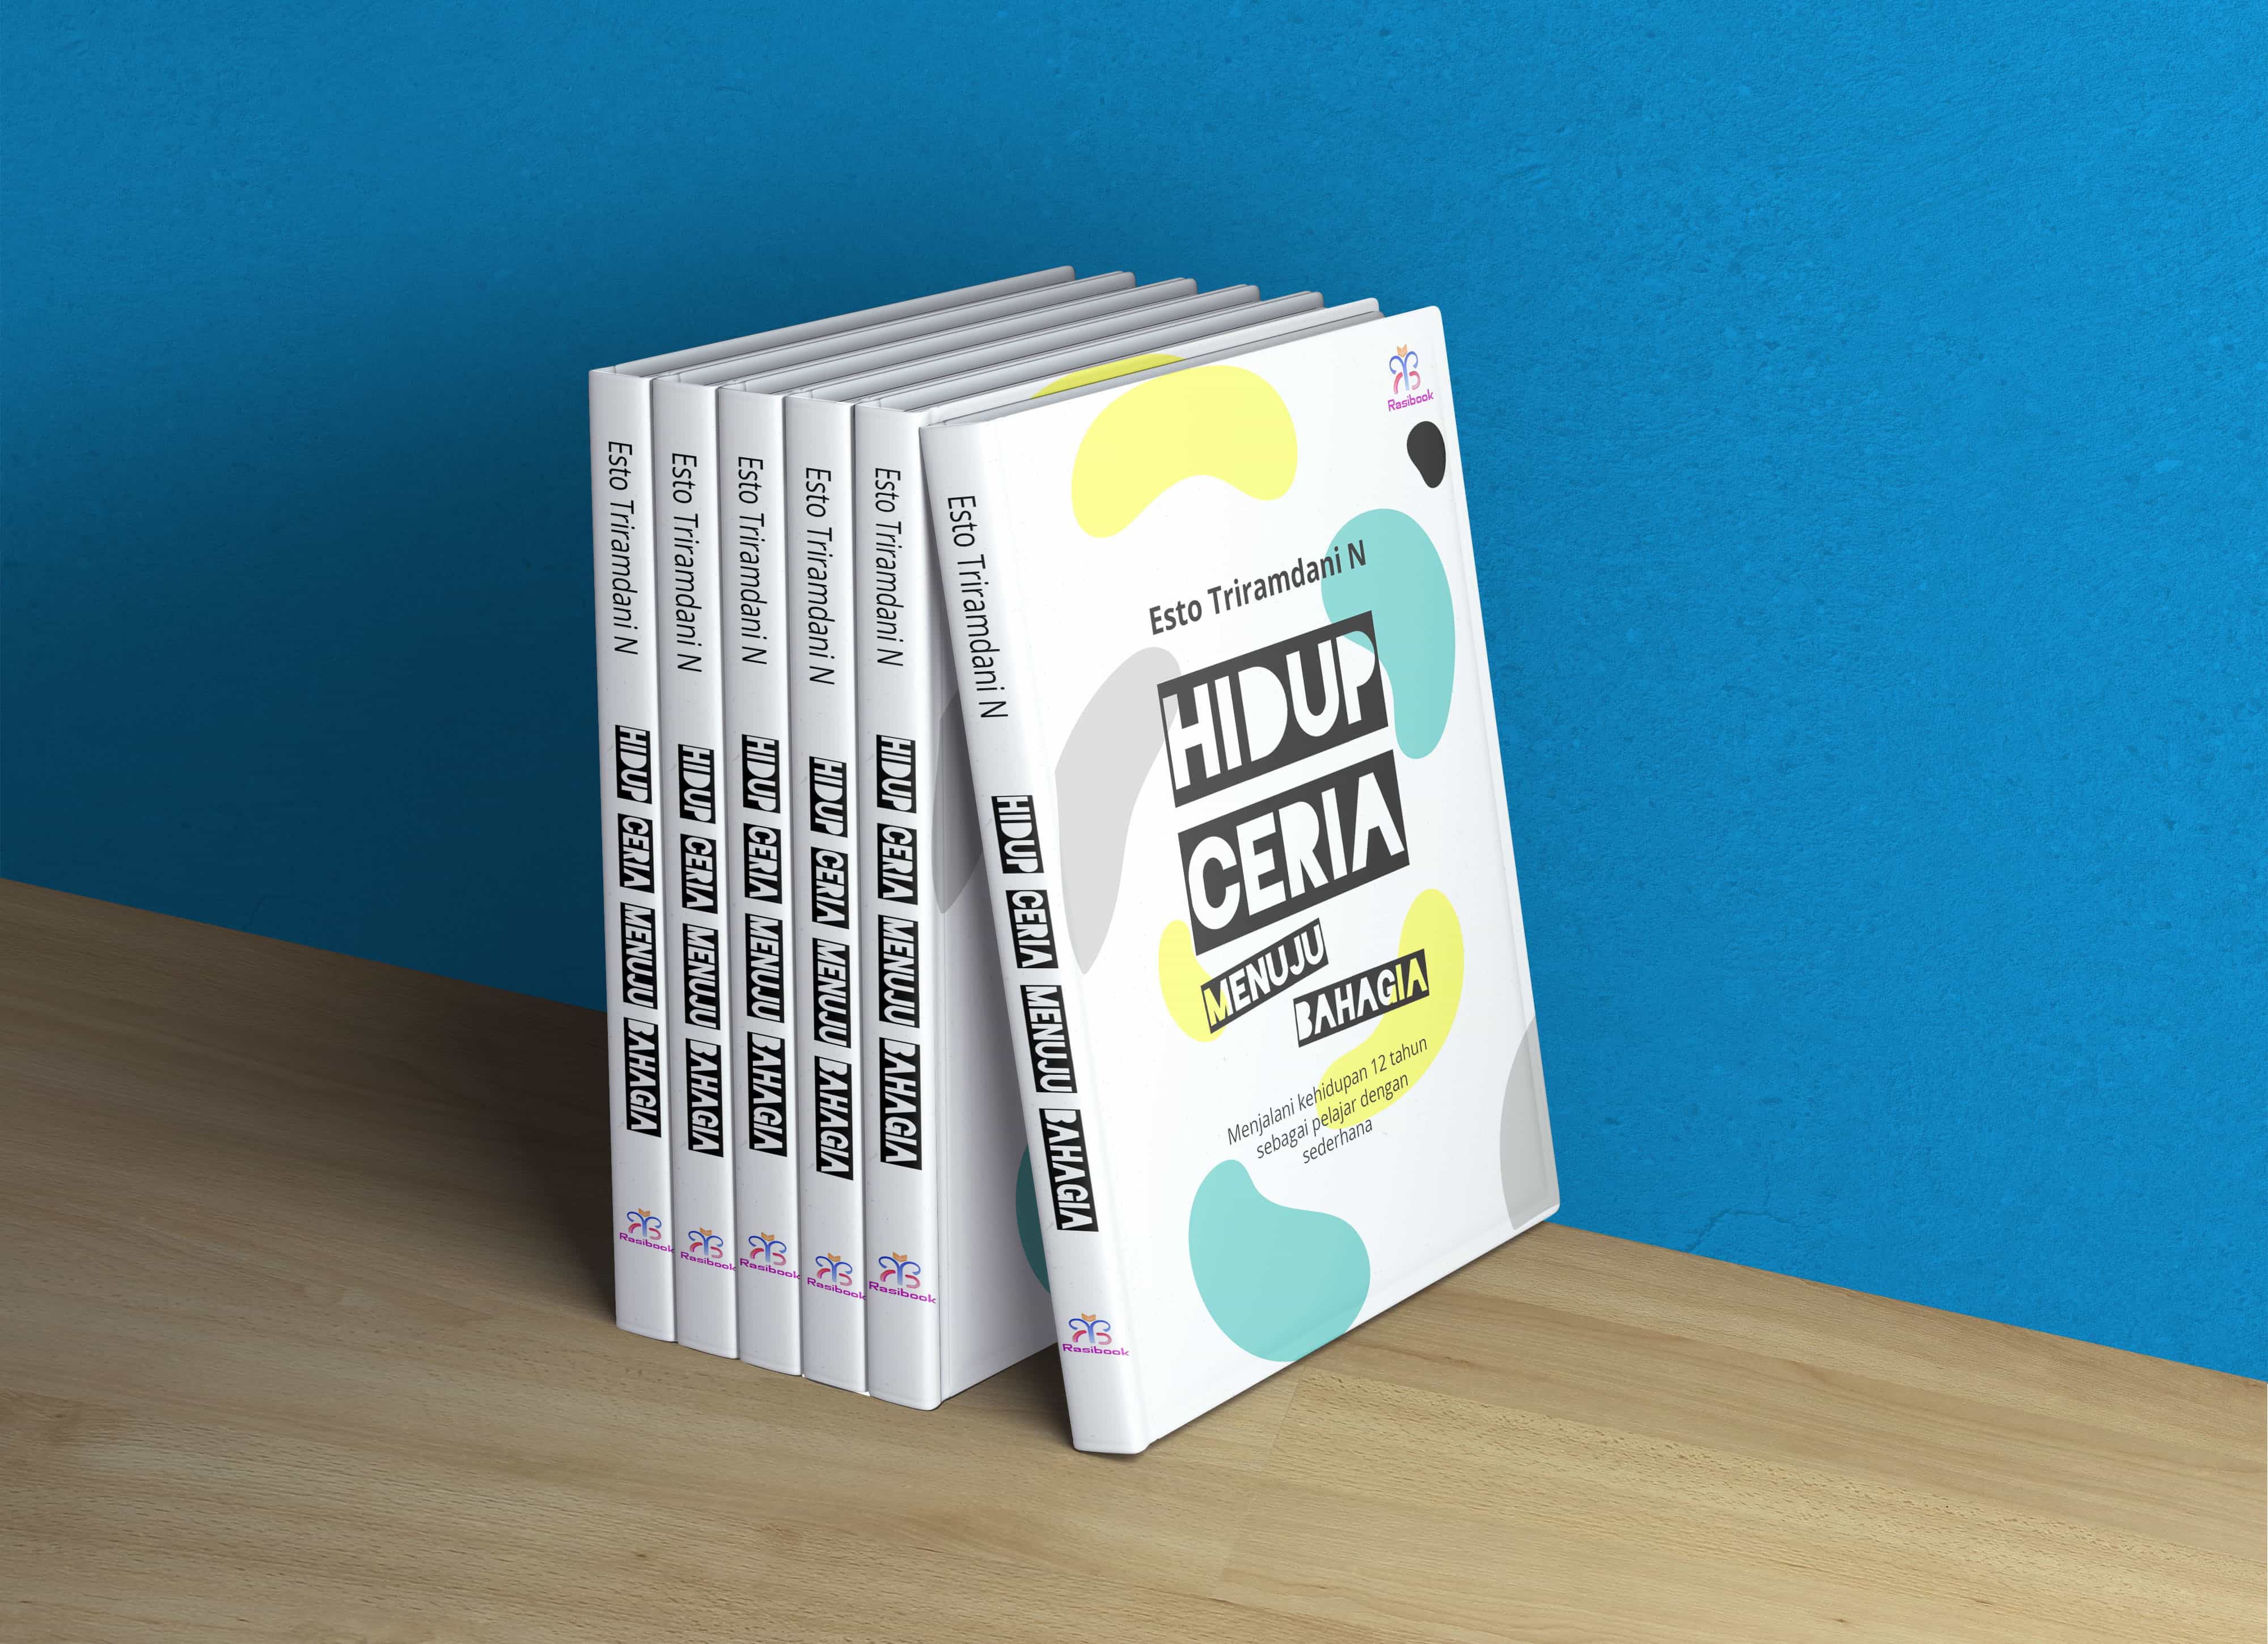 Esto Triramdani N
HIDUP CERIA MENUJU BAHAGIA
Rasibook
Esto Triramdani N
HIDUP CERIA MENUJU BAHAGIA
Rasibook
Esto Triramdani N
HIDUP CERIA MENUJU BAHAGIA
Rasibook
Esto Triramdani N
HIDUP CERIA MENUJU BAHAGIA
Rasibook
Esto Triramdani N
HIDUP CERIA MENUJU BAHAGIA
Rasibook
Esto Triramdani N
HIDUP CERIA MENUJU BAHAGIA
Rasibook
Rasibook
Esto Triramdani N
HIDUP
CERIA
MENUJU
BAHAGIA
Menjalani kehidupan 12 tahun
sebagai pelajar dengan
sederhana